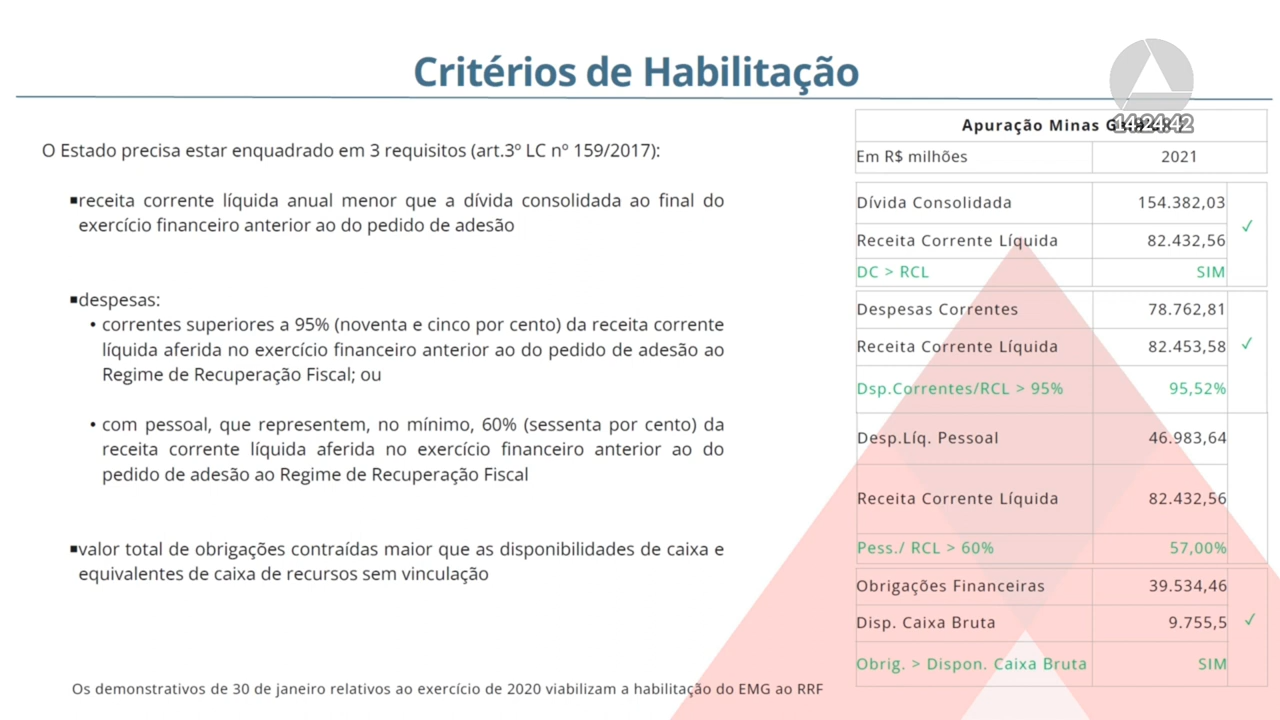 Critérios de Habilitação
14:24:42
O Estado precisa estar enquadrado em 3 requisitos (art.3º LC nº 159/2017):
▪receita corrente líquida anual menor que a dívida consolidada ao final do
exercício financeiro anterior ao do pedido de adesão
▪despesas:
• correntes superiores a 95% (noventa e cinco por cento) da receita corrente
líquida aferida no exercício financeiro anterior ao do pedido de adesão ao
Regime de Recuperação Fiscal; ou
• com pessoal, que representem, no mínimo, 60% (sessenta por cento) da
receita corrente líquida aferida no exercício financeiro anterior ao do
pedido de adesão ao Regime de Recuperação Fiscal
▪valor total de obrigações contraídas maior que as disponibilidades de caixa e
equivalentes de caixa de recursos sem vinculação
Os demonstrativos de 30 de janeiro relativos ao exercício de 2020 viabilizam a habilitação do EMG ao RRF
Apuração Minas
Em R$ milhões 2021
Dívida Consolidada 154.382,03
✓
Receita Corrente Líquida 82.432,56
DC > RCL SIM
Despesas Correntes 78.762,81
Receita Corrente Líquida 82.453,58 ✓
Dsp.Correntes/RCL > 95% 95,52%
Desp.Líq. Pessoal 46.983,64
Receita Corrente Líquida 82.432,56
Pess./ RCL > 60% 57,00%
Obrigações Financeiras 39.534,46
Disp. Caixa Bruta 9.755,5 ✓
Obrig. > Dispon. Caixa Bruta SIM